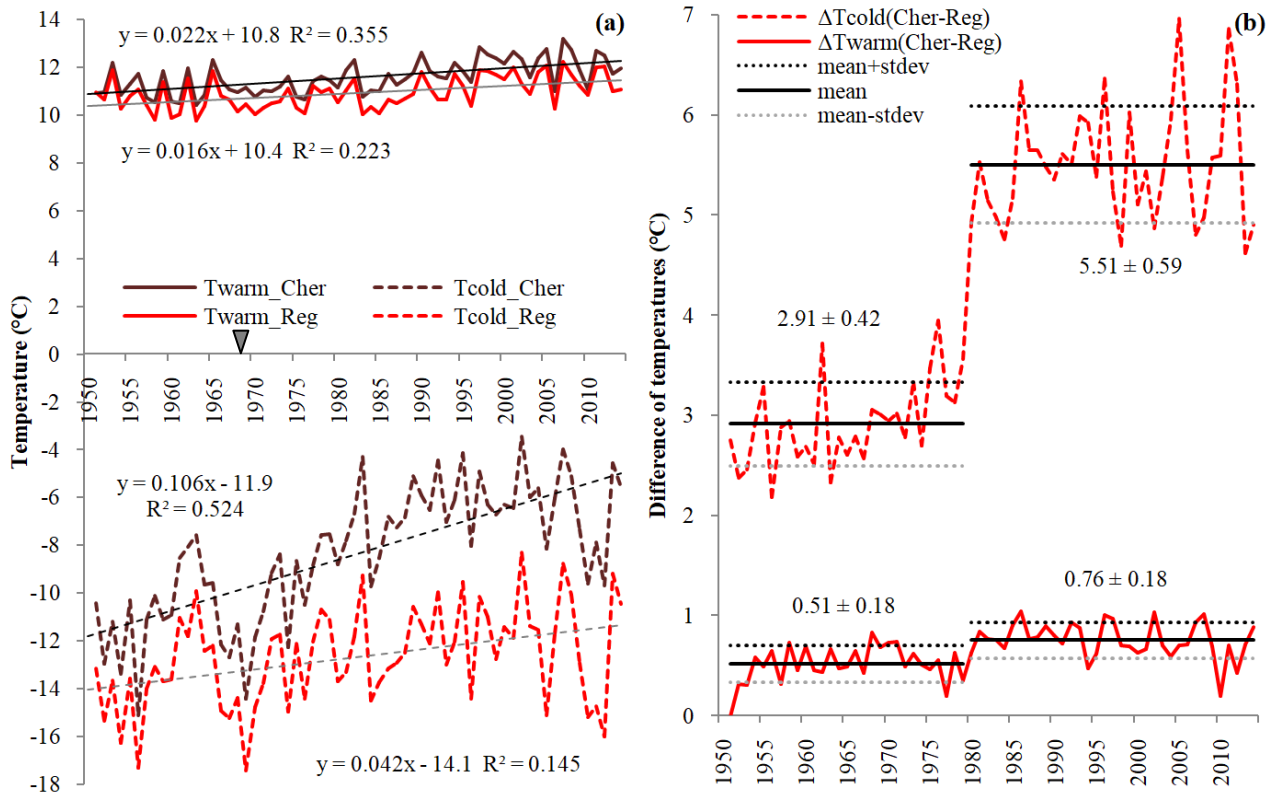 (a)
y = 0.022x + 10.8 R² = 0.355
y = 0.016x + 10.4 R² = 0.223
Twarm_Cher
Tcold_Cher
Twarm_Reg
Tcold_Reg
y = 0.106x - 11.9
R² = 0.524
y = 0.042x - 14.1 R² = 0.145
Temperature (°C)
14
12
10
8
6
4
2
0
-2
-4
-6
-8
-10
-12
-14
-16
-18
1950
1955
1960
1965
1970
1975
1980
1985
1990
1995
2000
2005
2010
(b)
ΔTcold(Cher-Reg)
ΔTwarm(Cher-Reg)
mean+stdev
mean
mean-stdev
5.51 ± 0.59
2.91 ± 0.42
0.76 ± 0.18
0.51 ± 0.18
Difference of temperatures (°C)
7
6
5
4
3
2
1
0
1950
1955
1960
1965
1970
1975
1980
1985
1990
1995
2000
2005
2010